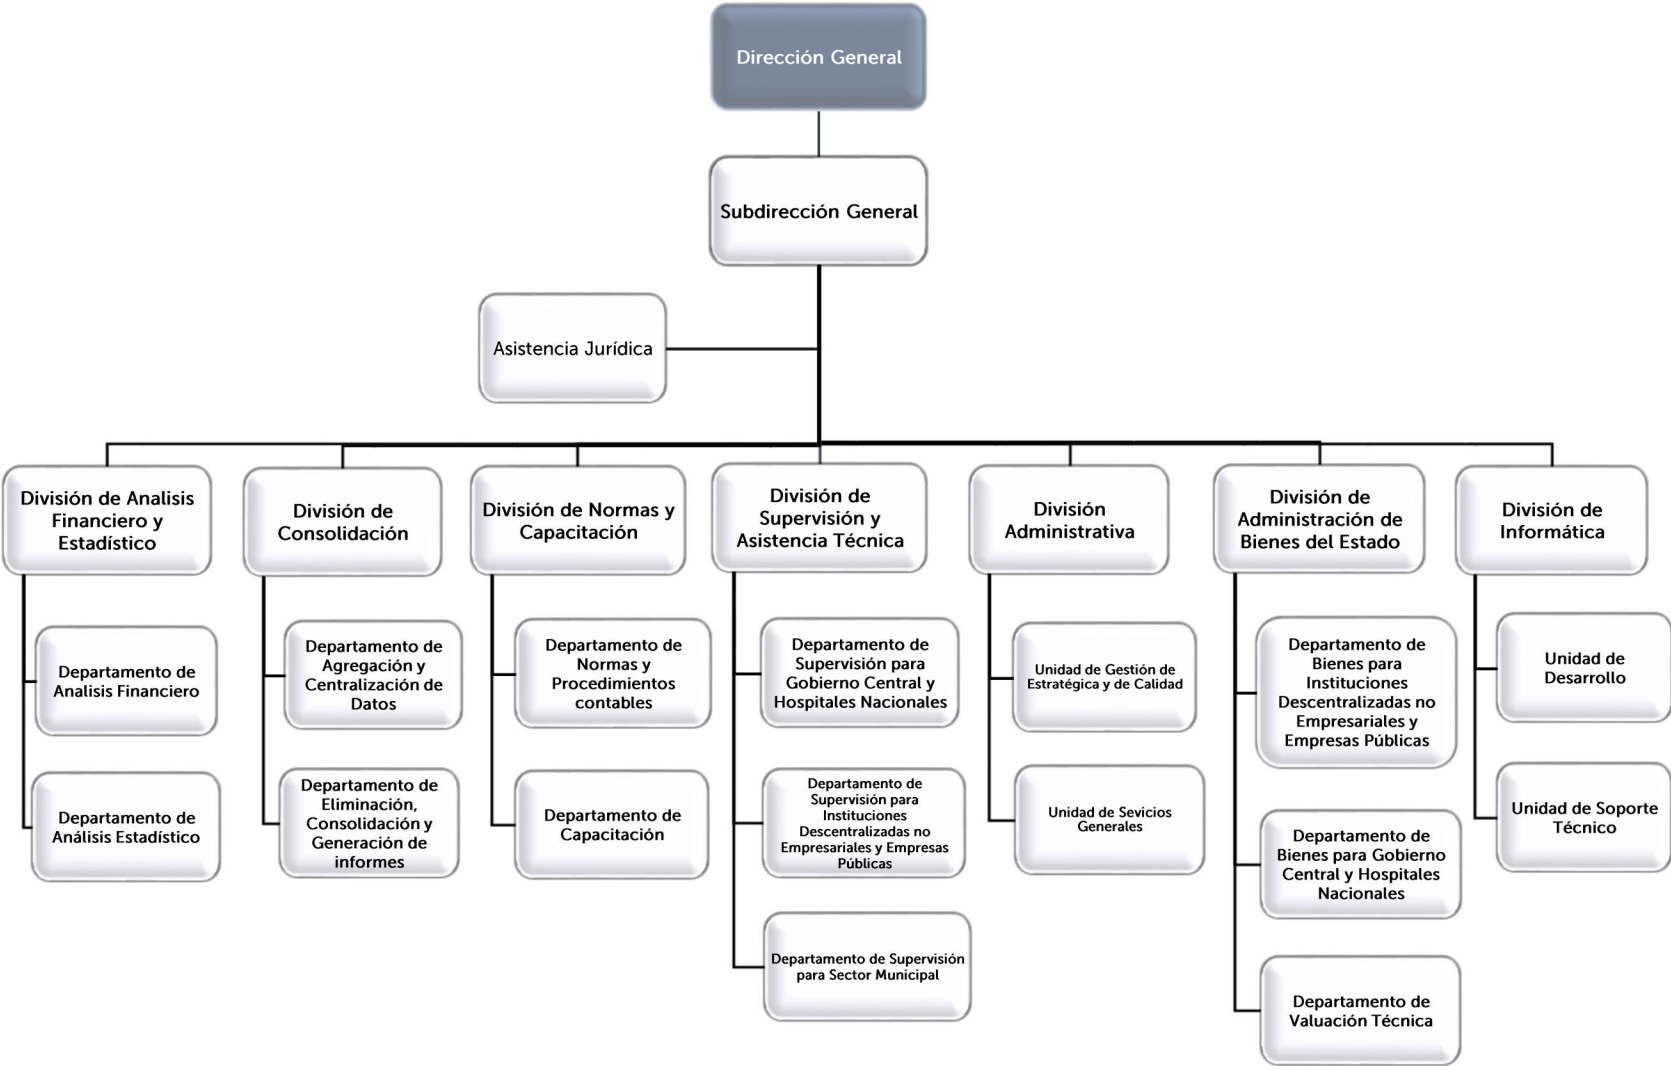 Dirección General
Subdirección General
Asistencia Jurídica
División de Analisis
Financiero y
Estadístico
División de
Consolidación
División de Normas y
Capacitación
División de
Supervisión y
Asistencia Técnica
División
Administrativa
División de
Administración de
Bienes del Estado
División de
Informática
Departamento de
Analisis Financiero
Departamento de
Análisis Estadístico
Departamento de
Agregación y
Centralización de
Datos
Departamento de
Eliminación,
Consolidación y
Generación de
informes
Departamento de
Normas y
Procedimientos
contables
Departamento de
Capacitación
Departamento de
Supervisión para
Gobierno Central y
Hospitales Nacionales
Departamento de
Supervisión para
Instituciones
Descentralizadas no
Empresariales y Empresas
Públicas
Departamento de Supervisión
para Sector Municipal
Unidad de Gestión de
Estratégica y de Calidad
Unidad de Sevicios
Generales
Departamento de
Bienes para
Instituciones
Descentralizadas no
Empresariales y
Empresas Públicas
Departamento de
Bienes para Gobierno
Central y Hospitales
Nacionales
Departamento de
Valuación Técnica
Unidad de
Desarrollo
Unidad de Soporte
Técnico